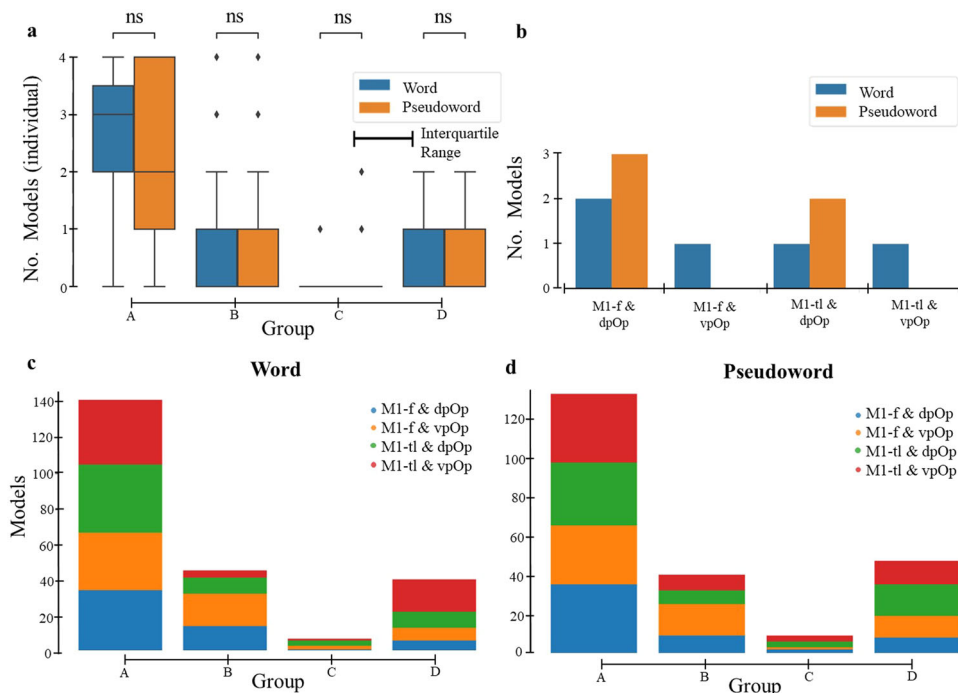 a
ns ns ns ns
No. Models (individual)
4
3
2
1
0
Word
Pseudoword
Interquartile
Range
A B C D
Group
b
Word
Pseudoword
No. Models
3
2
1
0
M1-f &
dpOp
M1-f &
vpOp
M1-tl &
dpOp
M1-tl &
vpOp
c
Word
Models
140
120
100
80
60
40
20
0
M1-f & dpOp
M1-f & vpOp
M1-tl & dpOp
M1-tl & vpOp
A B C D
Group
d
Pseudoword
120
100
80
60
40
20
0
M1-f & dpOp
M1-f & vpOp
M1-tl & dpOp
M1-tl & vpOp
A B C D
Group